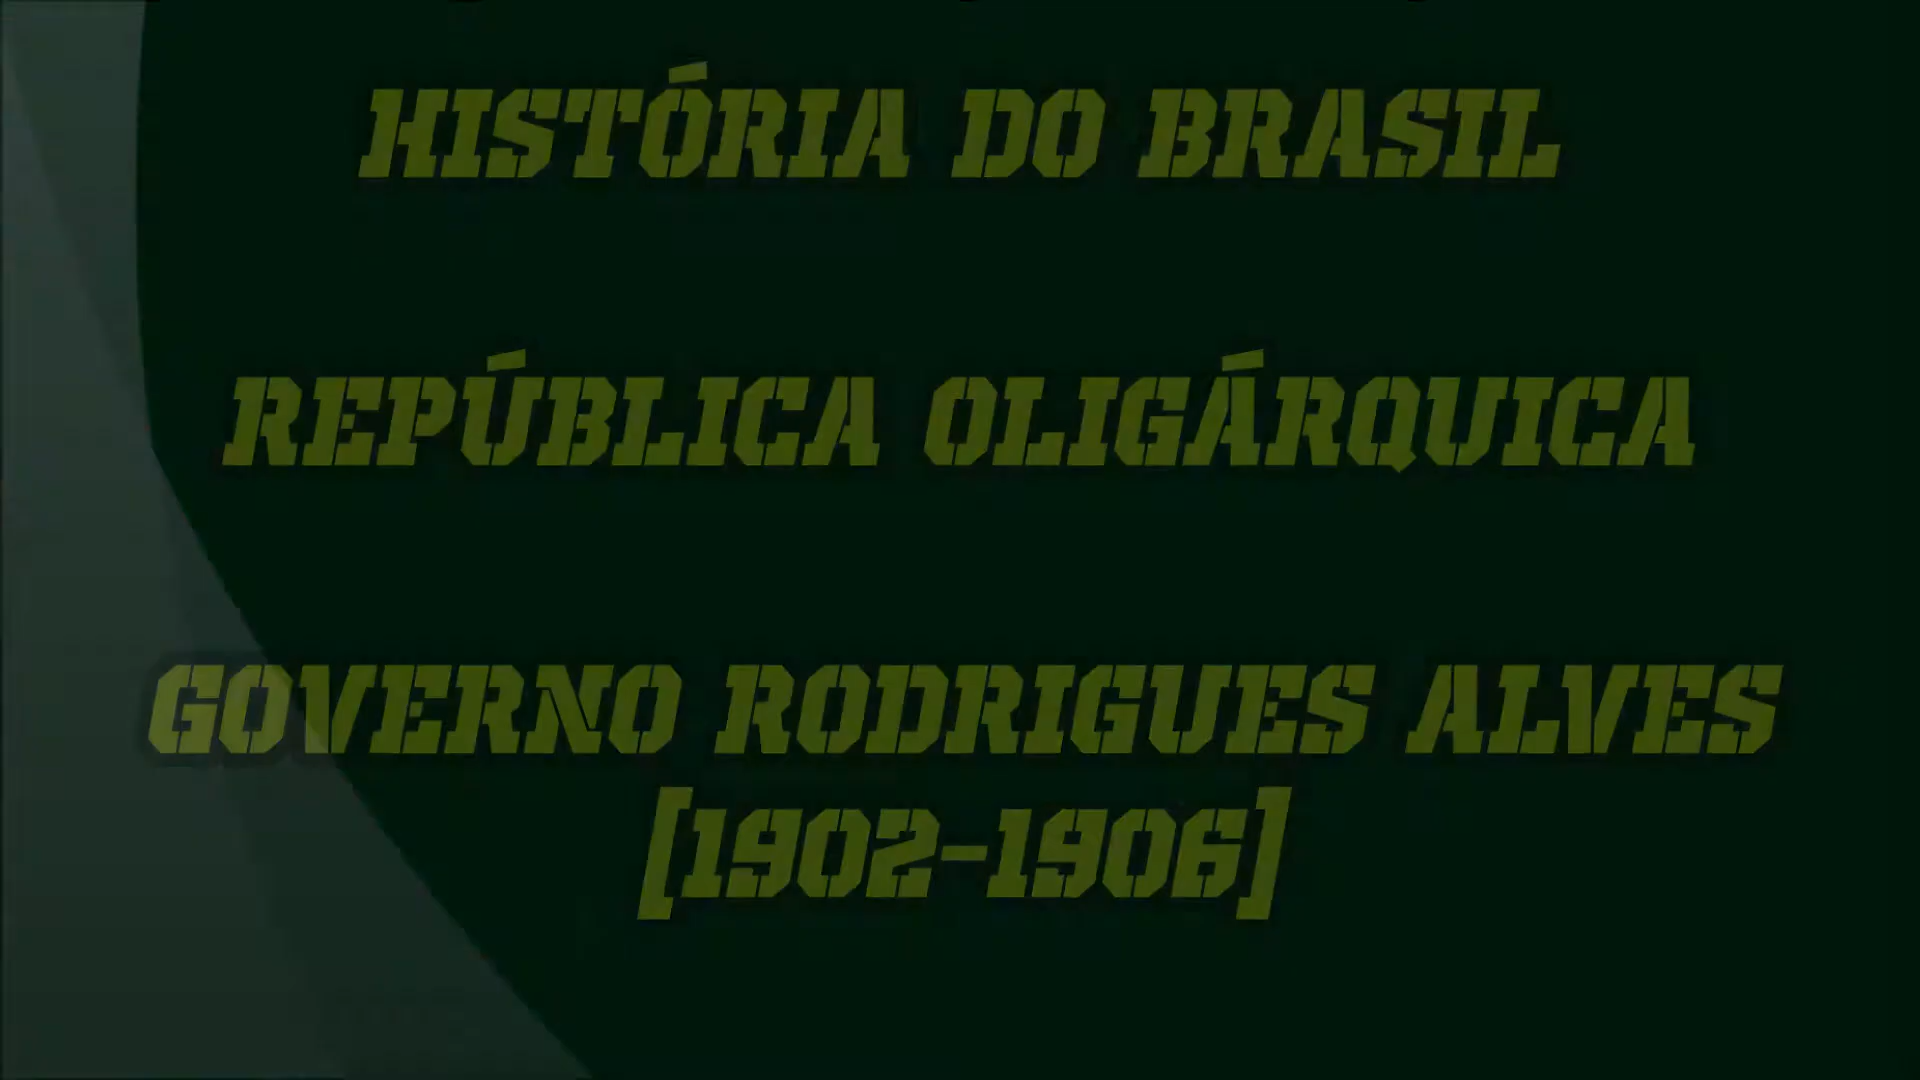 HISTÓRIA DO BRASIL
REPÚBLICA OLIGÁRQUICA
GOVERNO RODRIGUES ALVES
[1902-1906]